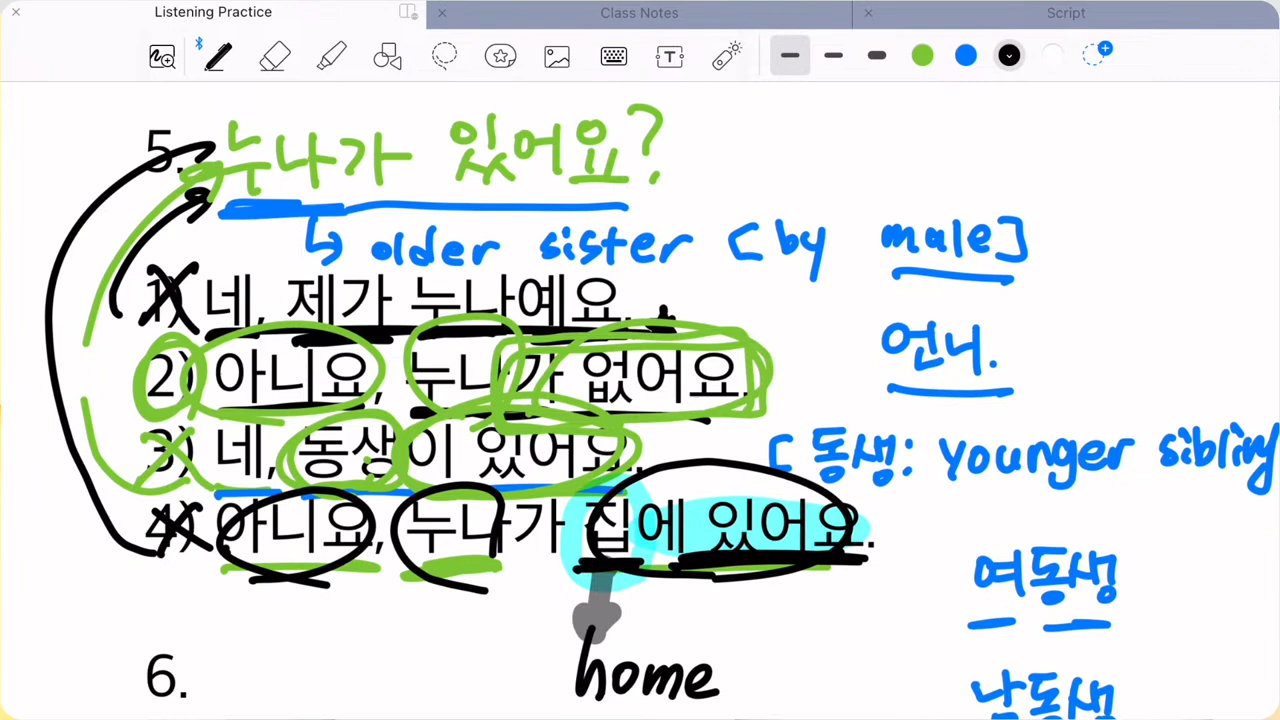 Listening Practice
Class Notes
Script
T
5. 누나가 있어요?
older sister [by male]
1) 네, 제가 누나예요.
언니.
2) 아니요, 누나가 없어요.
3) 네, 동생이 있어요.
[동생: younger sibling
4) 아니요, 누나가 집에 있어요.
여동생
6.
home
남동생